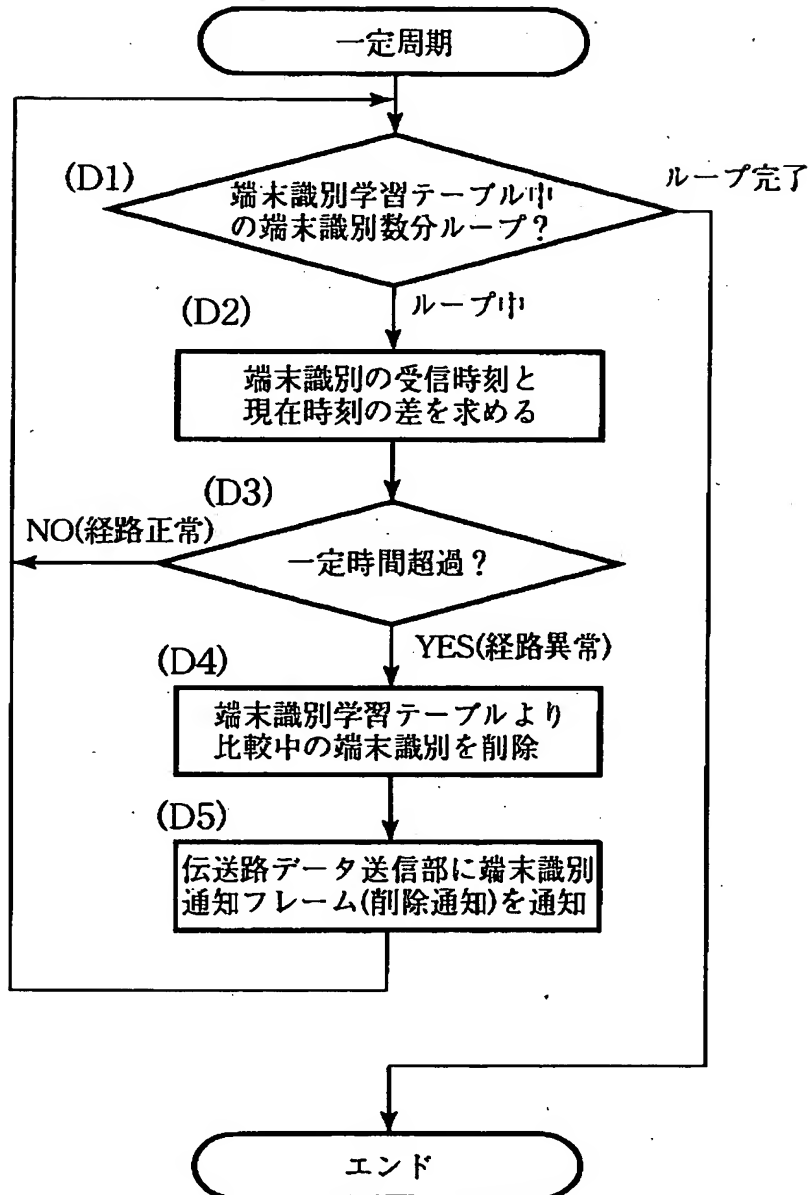 一定周期
(D1)
端末識別学習テーブル中
の端末識別数分ループ？
ループ完了
ループ中
(D2)
端末識別の受信時刻と
現在時刻の差を求める
(D3)
NO(経路正常)
一定時間超過？
YES(経路異常)
(D4)
端末識別学習テーブルより
比較中の端末識別を削除
(D5)
伝送路データ送信部に端末識別
通知フレーム(削除通知)を通知
エンド